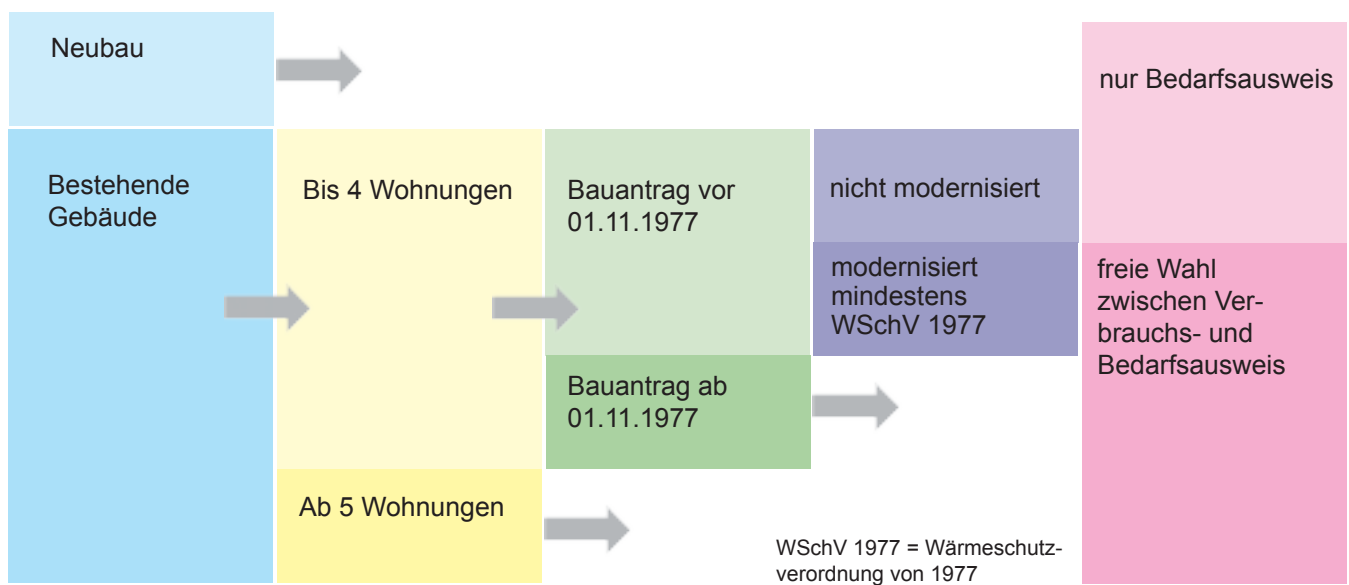 Neubau
nur Bedarfsausweis
Bestehende
Gebäude
Bis 4 Wohnungen
Bauantrag vor
01.11.1977
nicht modernisiert
modernisiert
mindestens
WSchV 1977
freie Wahl
zwischen Ver-
brauchs- und
Bedarfsausweis
Bauantrag ab
01.11.1977
Ab 5 Wohnungen
WSchV 1977 = Wärmeschutz-
verordnung von 1977